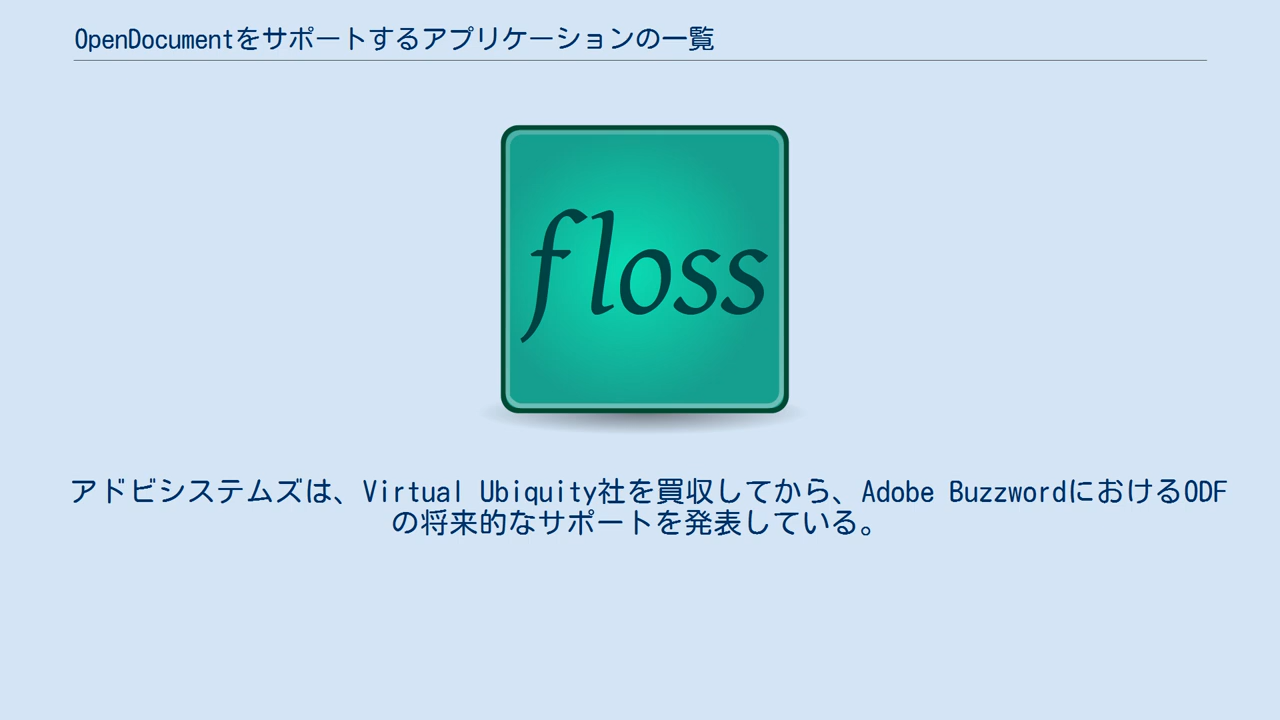 OpenDocumentをサポートするアプリケーションの一覧
floss
アドビシステムズは、Virtual Ubiquity社を買収してから、Adobe BuzzwordにおけるODF
の将来的なサポートを発表している。